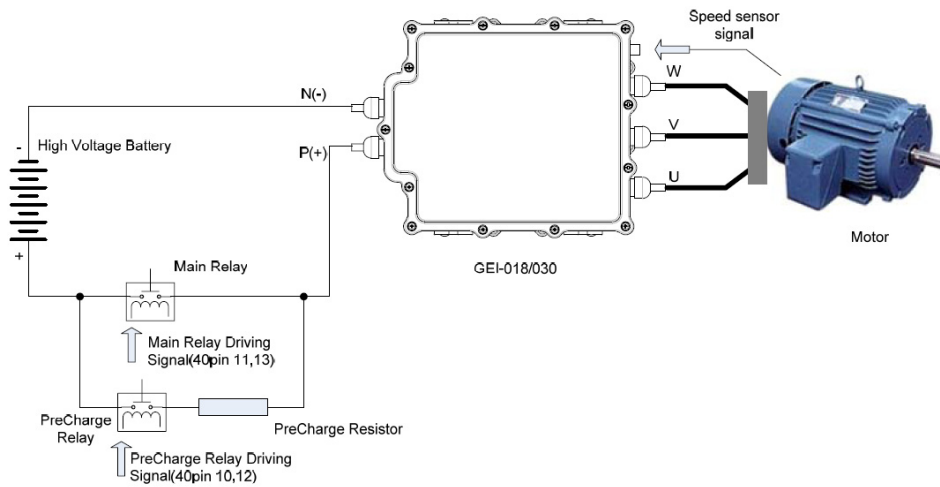 Speed sensor
signal
W
N(-)
- High Voltage Battery
P(+)
V
U
+
Motor
Main Relay
GEI-018/030
Main Relay Driving
Signal(40pin 11,13)
PreCharge
Relay
PreCharge Resistor
PreCharge Relay Driving
Signal(40pin 10,12)